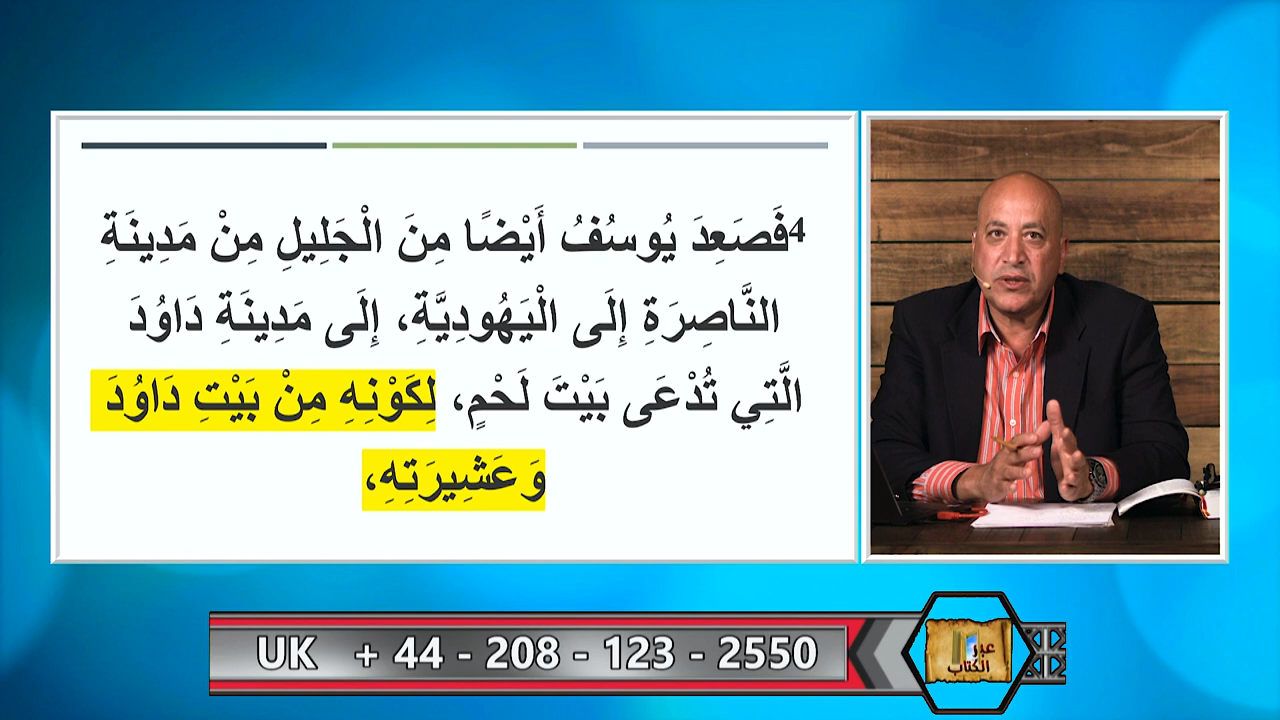 4فَصَعِدَ يُوسُفُ أَيْضًا مِنَ الْجَلِيلِ مِنْ مَدِينَةِ
النَّاصِرَةِ إِلَى الْيَهُودِيَّةِ، إِلَى مَدِينَةِ دَاوُدَ
الَّتِي تُدْعَى بَيْتَ لَحْمٍ، لِكَوْنِهِ مِنْ بَيْتِ دَاوُدَ
وَعَشِيرَتِهِ،
UK + 44 - 208 - 123 - 2550
عبر
الكتاب